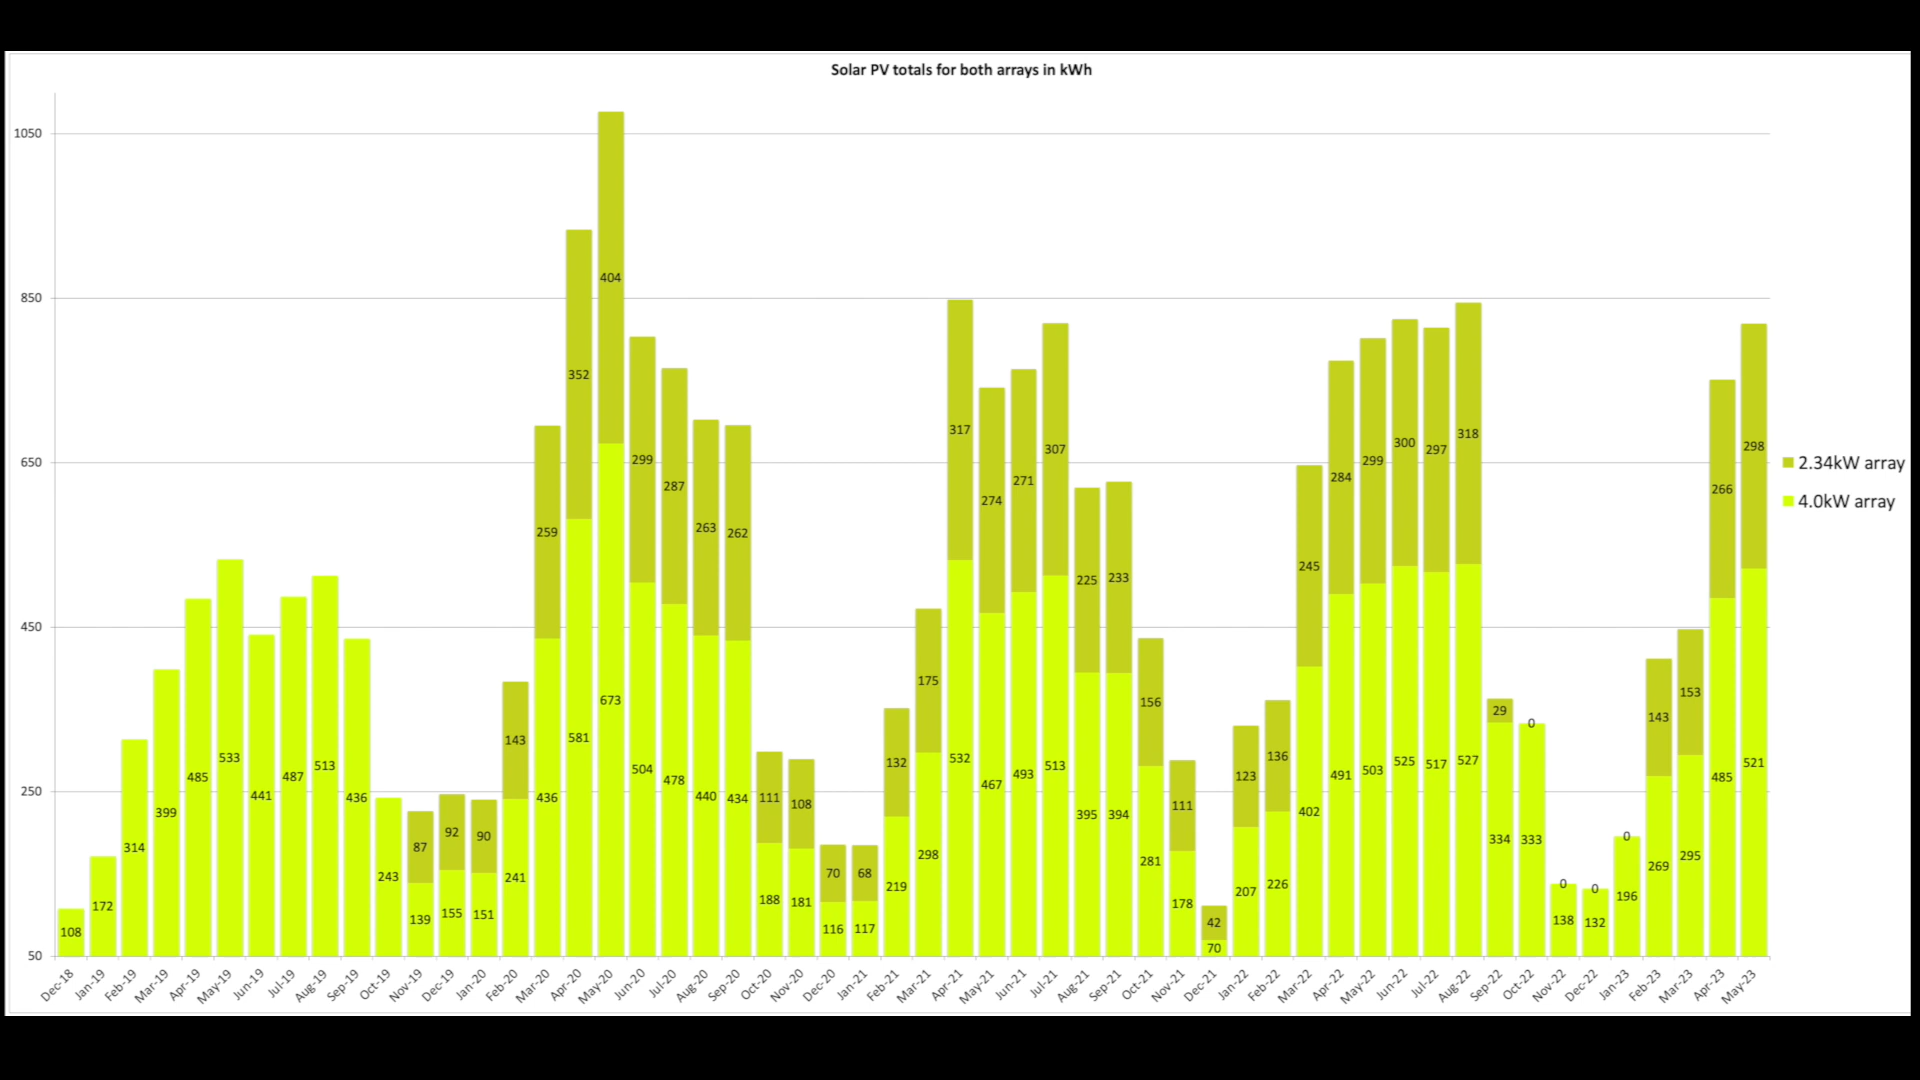 Solar PV totals for both arrays in kWh
1050
850
650
450
250
50
108
172
314
399
485
533
441
487
513
436
243
87
139
92
155
90
151
143
241
259
436
352
581
404
673
299
504
287
478
263
440
262
434
111
188
108
181
70
116
68
117
132
219
175
298
317
532
274
467
271
493
307
513
225
395
233
394
156
281
111
178
42
70
123
207
136
226
245
402
284
491
299
503
300
525
297
517
318
527
29
334
0
333
0
138
0
132
0
196
143
269
153
295
266
485
298
521
2.34kW array
4.0kW array
Dec-18
Jan-19
Feb-19
Mar-19
Apr-19
May-19
Jun-19
Jul-19
Aug-19
Sep-19
Oct-19
Nov-19
Dec-19
Jan-20
Feb-20
Mar-20
Apr-20
May-20
Jun-20
Jul-20
Aug-20
Sep-20
Oct-20
Nov-20
Dec-20
Jan-21
Feb-21
Mar-21
Apr-21
May-21
Jun-21
Jul-21
Aug-21
Sep-21
Oct-21
Nov-21
Dec-21
Jan-22
Feb-22
Mar-22
Apr-22
May-22
Jun-22
Jul-22
Aug-22
Sep-22
Oct-22
Nov-22
Dec-22
Jan-23
Feb-23
Mar-23
Apr-23
May-23